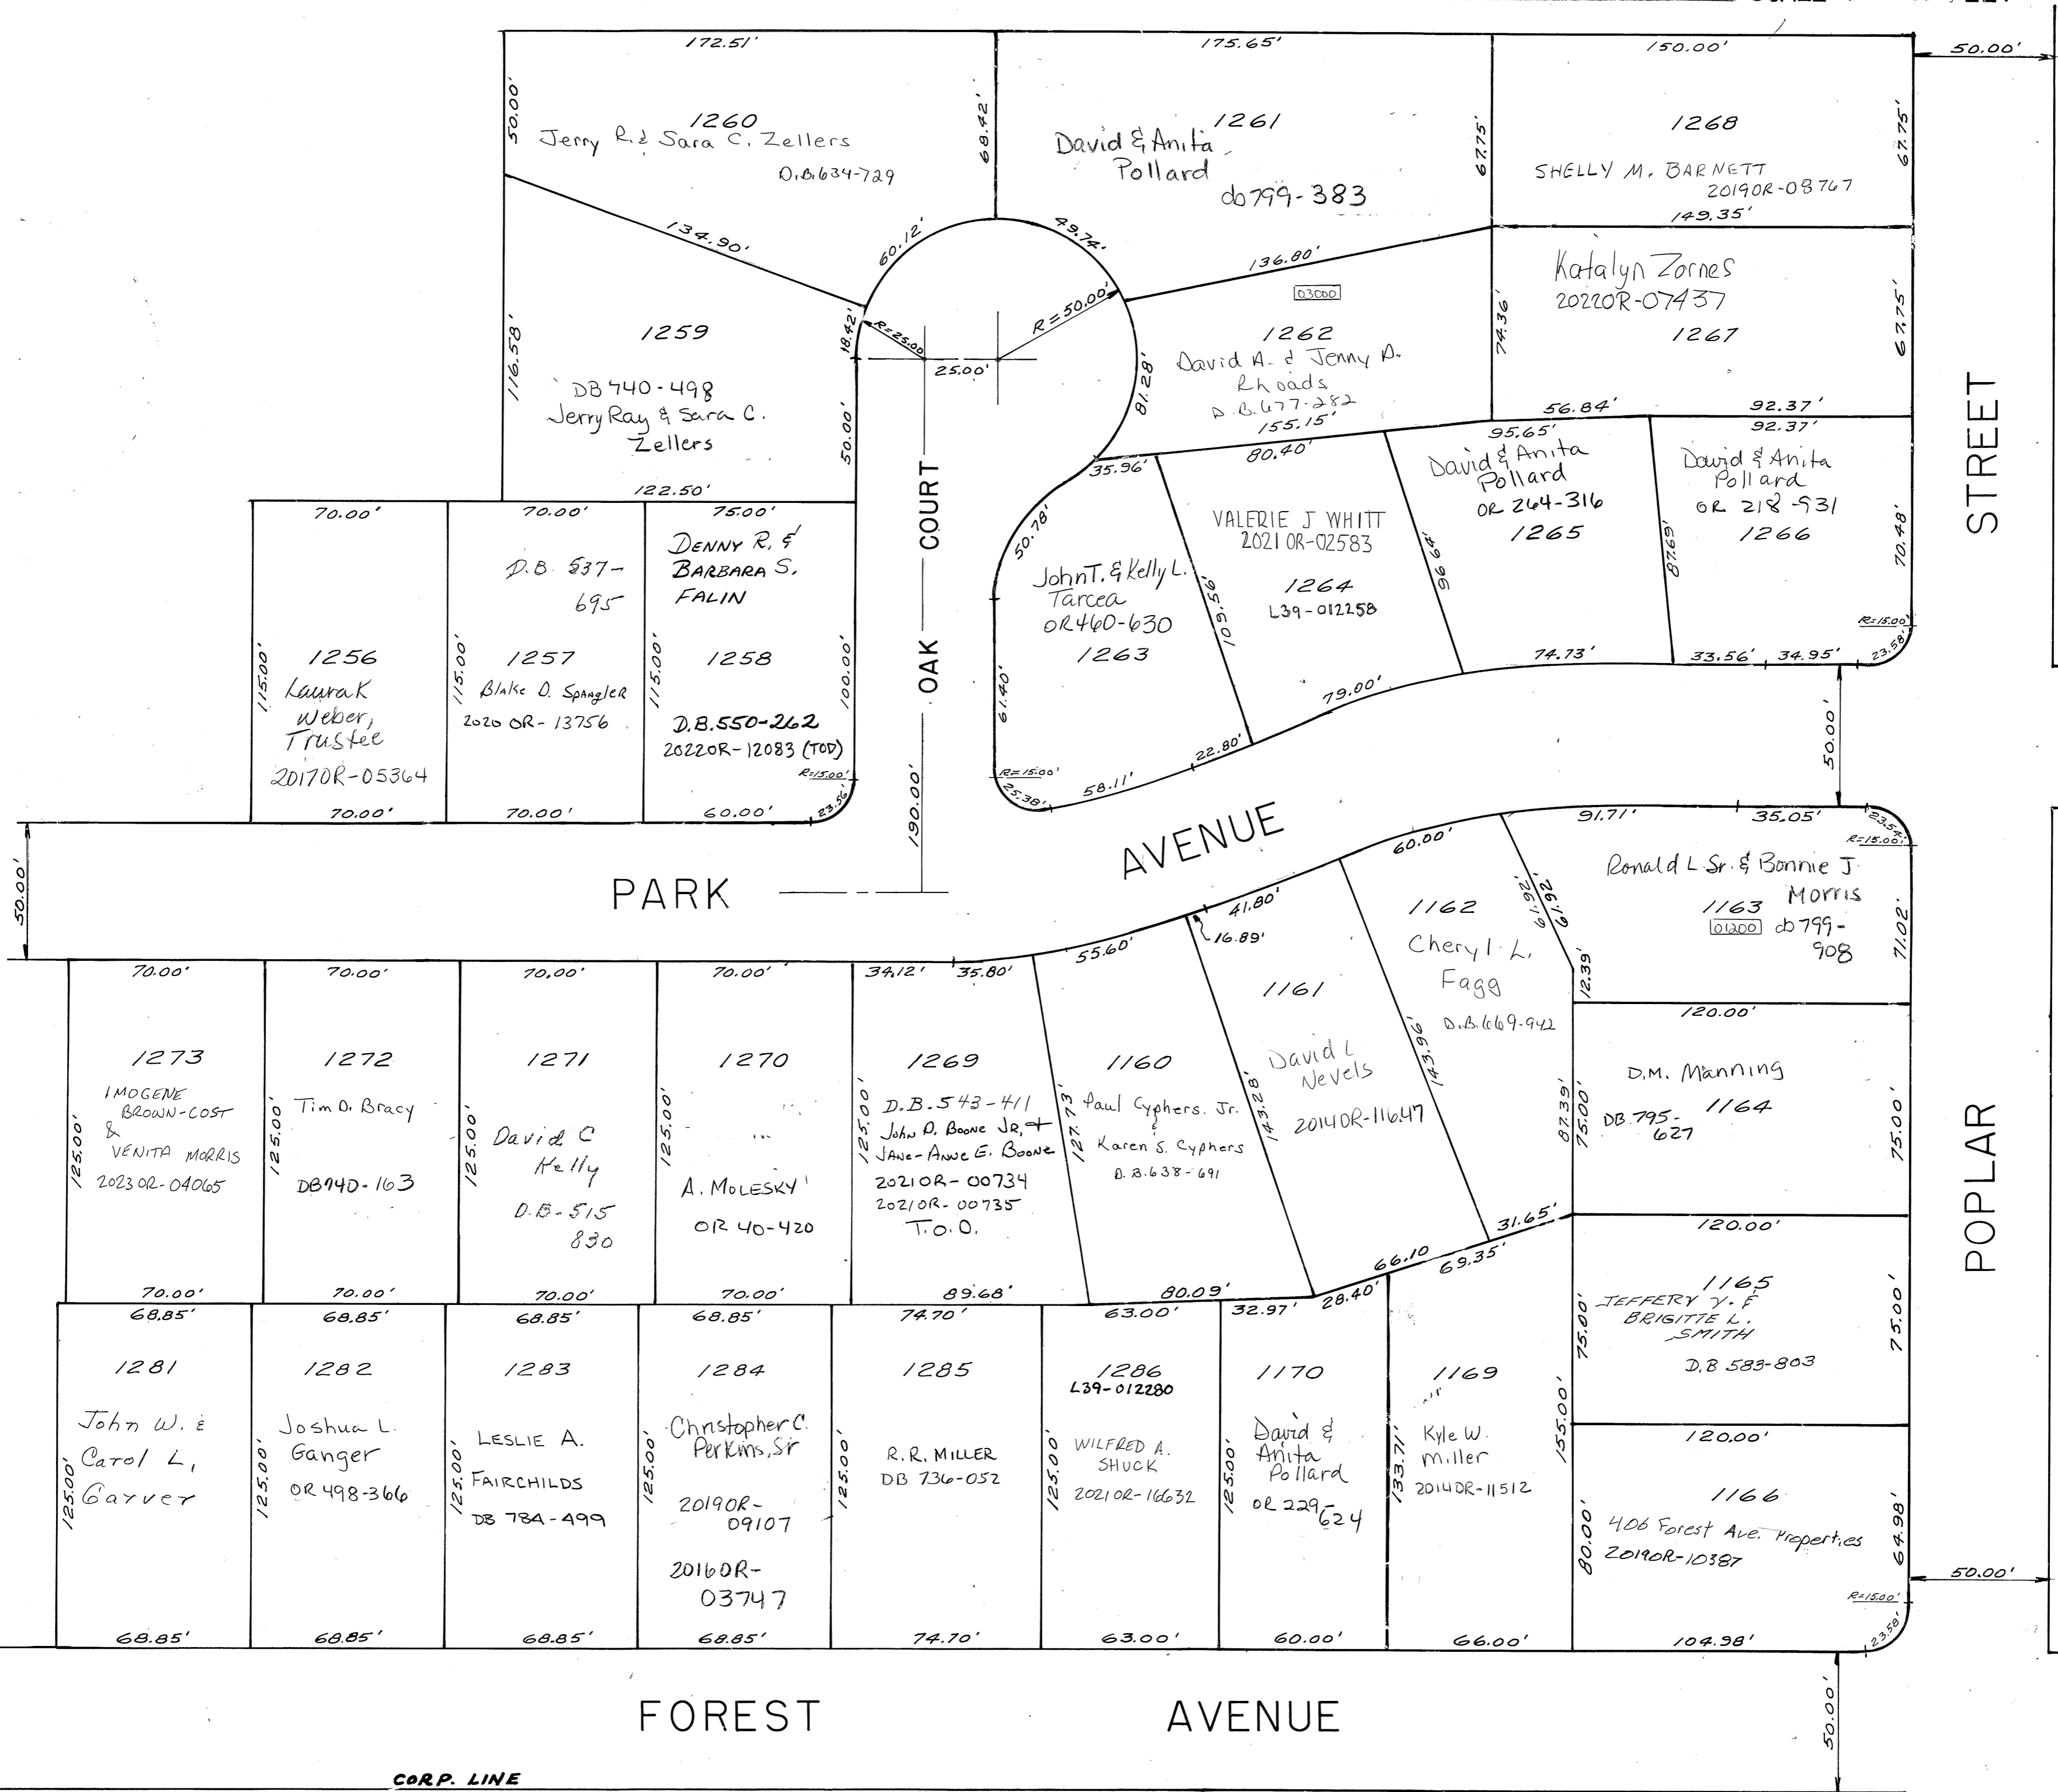 172.51'
175.65'
150.00'
50.00'
50.00'
1260
Jerry R. & Sara C. Zellers
D.B. 634-729
68.42'
1261
David & Anita
Pollard
db 799-383
67.75'
1268
SHELLY M. BARNETT
2019OR-08767
67.75'
149.35'
134.90'
60.12'
49.74'
136.80'
03000
R=50.00'
R=25.00
18.42'
25.00'
116.58'
1259
DB 740-498
Jerry Ray & Sara C.
Zellers
50.00'
122.50'
81.28'
1262
David A. & Jenny D.
Rhoads
D.B. 677-282
155.15'
74.36'
Katalyn Zornes
2022OR-07437
1267
67.75'
56.84'
92.37'
STREET
OAK COURT
190.00'
70.00'
70.00'
75.00'
115.00'
1256
Laura K
Weber,
Trustee
2017OR-05364
70.00'
D.B. 537-
695
115.00'
1257
Blake D. Spangler
2020 OR-13756
70.00'
DENNY R. &
BARBARA S.
FALIN
115.00'
1258
100.00'
D.B. 550-262
2022OR-12083 (TOD)
R=15.00'
23.56'
60.00'
35.96'
50.78'
John T. & Kelly L.
Tarcea
OR 460-630
1263
61.40'
R=15.00'
25.38'
58.11'
109.56'
80.40'
VALERIE J WHITT
2021 OR-02583
1264
L39-012258
22.80'
79.00'
96.64'
95.65'
David & Anita
Pollard
OR 264-316
1265
74.73'
87.69'
92.37'
David & Anita
Pollard
OR 218-931
1266
70.48'
R=15.00'
23.58'
33.56'
34.95'
50.00'
50.00'
PARK
AVENUE
70.00'
70.00'
70.00'
70.00'
34.12'
35.80'
55.60'
16.89'
41.80'
60.00'
91.71'
35.05'
23.54'
R=15.00'
1273
IMOGENE
BROWN-COST
&
VENITA MORRIS
2023 OR-04065
125.00'
70.00'
1272
Tim D. Bracy
125.00'
DB 740-163
70.00'
1271
David C
Kelly
125.00'
D.B-515
830
70.00'
1270
125.00'
A. MOLESKY
OR 40-420
70.00'
1269
125.00'
D.B. 543-411
John D. Boone Jr, &
Jane-Anne E. Boone
2021OR-00734
2021OR-00735
T.O.D.
89.68'
127.73'
1160
Paul Cyphers. Jr.
&
Karen S. Cyphers
D.B. 638-691
80.09'
143.28'
1161
David L
Nevels
2014OR-11647
66.10
143.96'
1162
Cheryl L.
Fagg
D.B. 669-942
61.92'
61.92'
12.39'
87.39'
31.65'
Ronald L Sr. & Bonnie J.
Morris
1163
01200
db 799-
908
71.02'
120.00'
D.M. Manning
1164
DB 795-
627
75.00'
75.00'
120.00'
1165
JEFFERY Y. &
BRIGITTE L.
SMITH
D.B 583-803
75.00'
75.00'
120.00'
1166
406 Forest Ave. Properties
2019OR-10387
80.00'
64.98'
R=15.00'
23.58'
104.98'
50.00'
POPLAR
68.85'
1281
John W. &
Carol L,
Garver
125.00'
68.85'
68.85'
1282
Joshua L.
Ganger
OR 498-366
125.00'
68.85'
68.85'
1283
LESLIE A.
FAIRCHILDS
DB 784-499
125.00'
68.85'
68.85'
1284
Christopher C.
Perkins, Sr
2019OR-
09107
2016OR-
03747
125.00'
68.85'
74.70'
1285
R.R. MILLER
DB 736-052
125.00'
74.70'
63.00'
1286
L39-012280
WILFRED A.
SHUCK
2021OR-16632
125.00'
63.00'
32.97'
28.40'
1170
David &
Anita
Pollard
OR 229-
624
125.00'
60.00'
69.35'
1169
Kyle W.
Miller
2014OR-11512
133.71'
155.00'
66.00'
FOREST AVENUE
50.00'
CORP. LINE